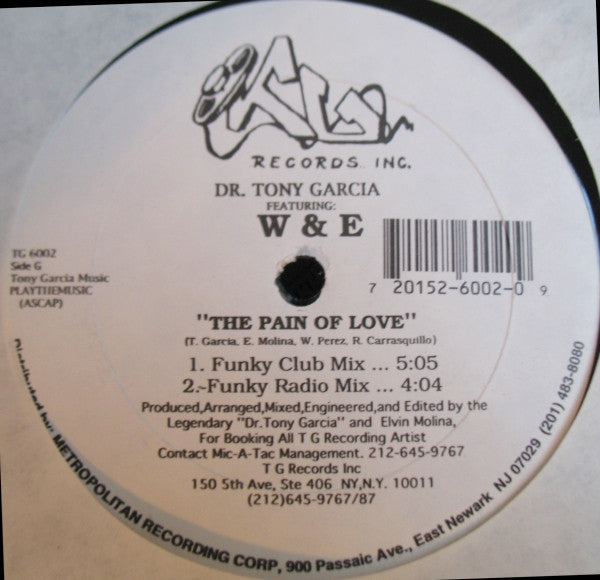 TG
RECORDS INC.
DR. TONY GARCIA
FEATURING:
W & E
TG 6002
Side G
Tony Garcia Music
PLAYTHEMUSIC
(ASCAP)
7 20152-6002-0 9
"THE PAIN OF LOVE"
(T. Garcia, E. Molina, W. Perez, R. Carrasquillo)
1. Funky Club Mix ... 5:05
2.~Funky Radio Mix ... 4:04
Produced,Arranged,Mixed,Engineered,and Edited by the
Legendary "Dr.Tony Garcia" and Elvin Molina,
For Booking All T G Recording Artist
Contact Mic-A-Tac Management. 212-645-9767
T G Records Inc
150 5th Ave, Ste 406 NY,N.Y. 10011
(212)645-9767/87
Distributed by: METROPOLITAN RECORDING CORP, 900 Passaic Ave., East Newark NJ 07029 (201) 483-8080